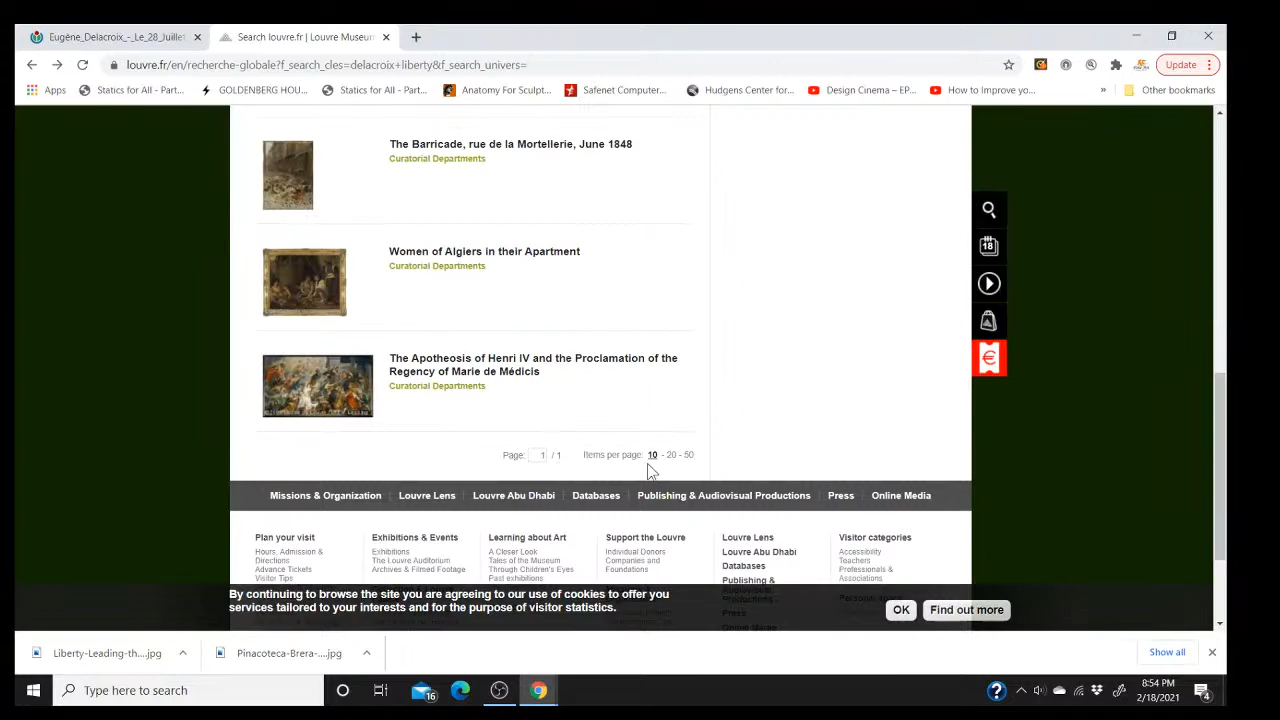 Eugène_Delacroix_-_Le_28_Juillet
Search louvre.fr | Louvre Museum
louvre.fr/en/recherche-globale?f_search_cles=delacroix+liberty&f_search_univers=
Update
Apps
Statics for All - Part...
GOLDENBERG HOU...
Statics for All - Part...
Anatomy For Sculpt...
Safenet Computer...
Hudgens Center for...
Design Cinema – EP...
How to Improve yo...
»
Other bookmarks
The Barricade, rue de la Mortellerie, June 1848
Curatorial Departments
18
Women of Algiers in their Apartment
Curatorial Departments
€
The Apotheosis of Henri IV and the Proclamation of the
Regency of Marie de Médicis
Curatorial Departments
Page: 1 / 1 Items per page: 10 - 20 - 50
Missions & Organization | Louvre Lens | Louvre Abu Dhabi | Databases | Publishing & Audiovisual Productions | Press | Online Media
Plan your visit
Hours, Admission &
Directions
Advance Tickets
Visitor Tips
Exhibitions & Events
Exhibitions
The Louvre Auditorium
Archives & Filmed Footage
Learning about Art
A Closer Look
Tales of the Museum
Through Children's Eyes
Past exhibitions
Support the Louvre
Individual Donors
Companies and
Foundations
Louvre Lens
Louvre Abu Dhabi
Databases
Publishing &
Audiovisual
Productions
Press
Online Media
Visitor categories
Accessibility
Teachers
Professionals &
Associations
By continuing to browse the site you are agreeing to our use of cookies to offer you
services tailored to your interests and for the purpose of visitor statistics.
OK
Find out more
Liberty-Leading-th....jpg
Pinacoteca-Brera-....jpg
Show all
Type here to search
16
8:54 PM
2/18/2021
4